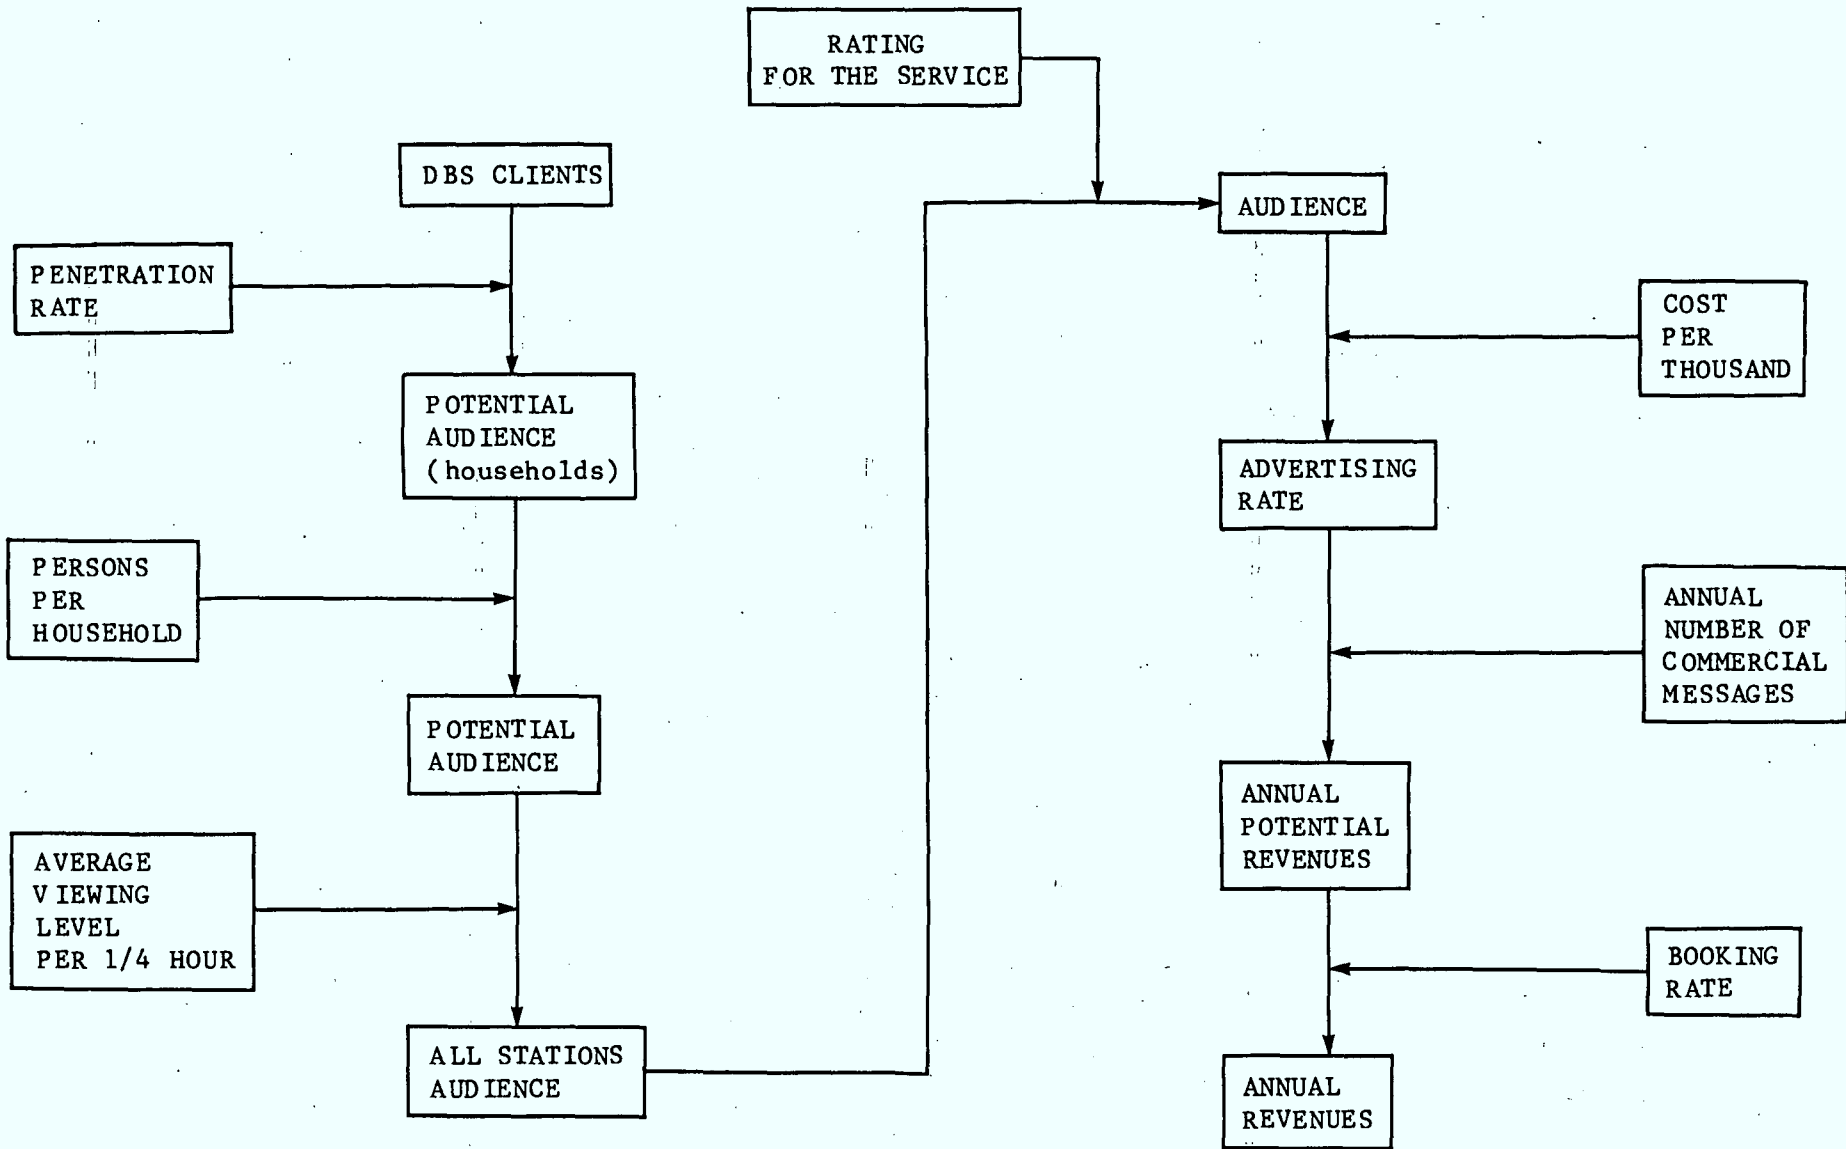 RATING
FOR THE SERVICE
DBS CLIENTS
PENETRATION
RATE
POTENTIAL
AUDIENCE
(households)
PERSONS
PER
HOUSEHOLD
POTENTIAL
AUDIENCE
AVERAGE
VIEWING
LEVEL
PER 1/4 HOUR
ALL STATIONS
AUDIENCE
AUDIENCE
COST
PER
THOUSAND
ADVERTISING
RATE
ANNUAL
NUMBER OF
COMMERCIAL
MESSAGES
ANNUAL
POTENTIAL
REVENUES
BOOKING
RATE
ANNUAL
REVENUES